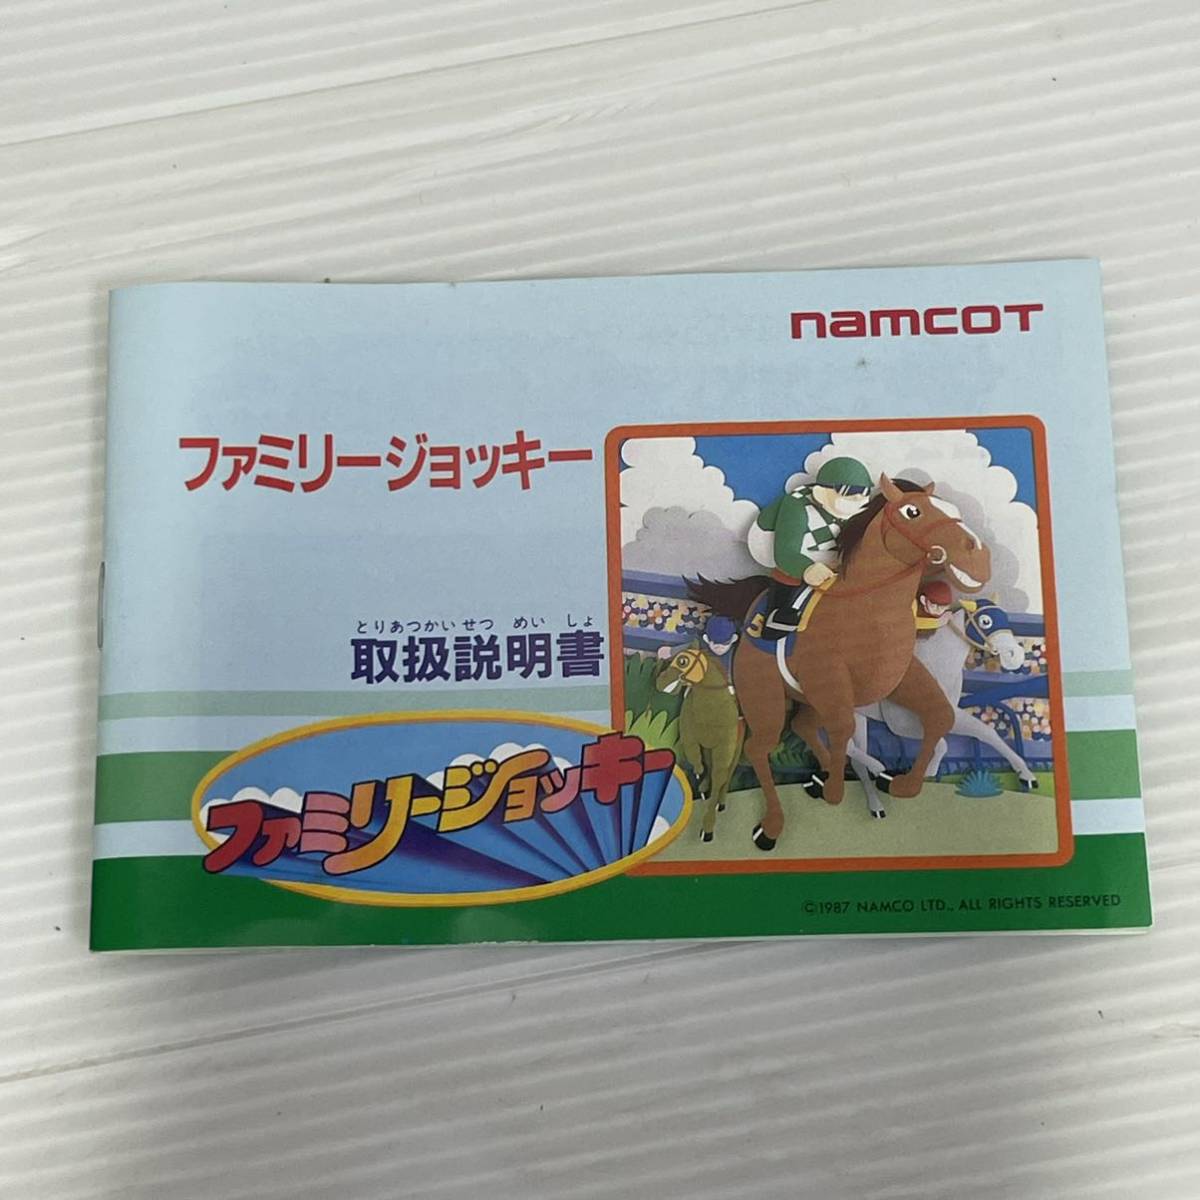 namcoT
ファミリージョッキー
とりあつかいせつめいしょ
取扱説明書
5
ファミリージョッキー
©1987 NAMCO LTD., ALL RIGHTS RESERVED